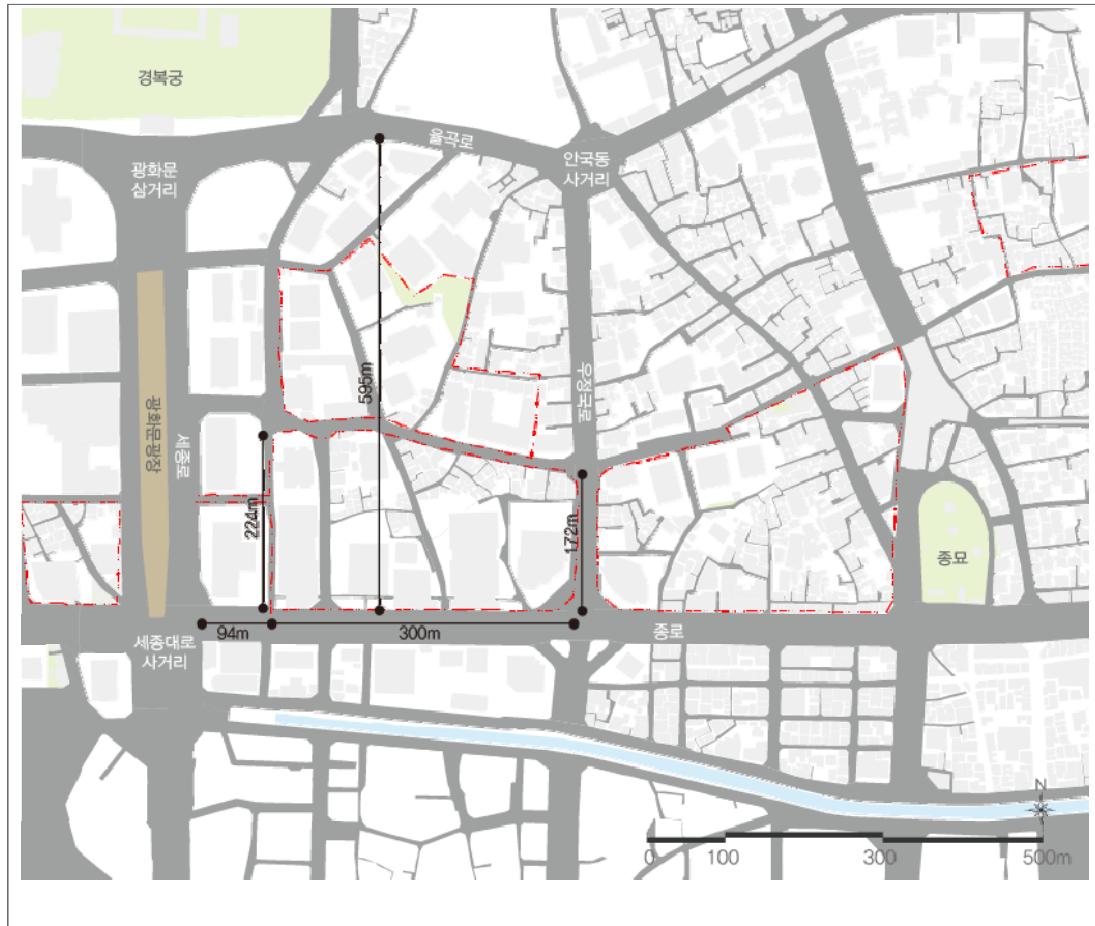 경복궁
율곡로
안국동
사거리
광화문
삼거리
595m
우정국로
광화문광장
세종로
224m
172m
종묘
94m
300m
종로
세종대로
사거리
N
0
100
300
500m